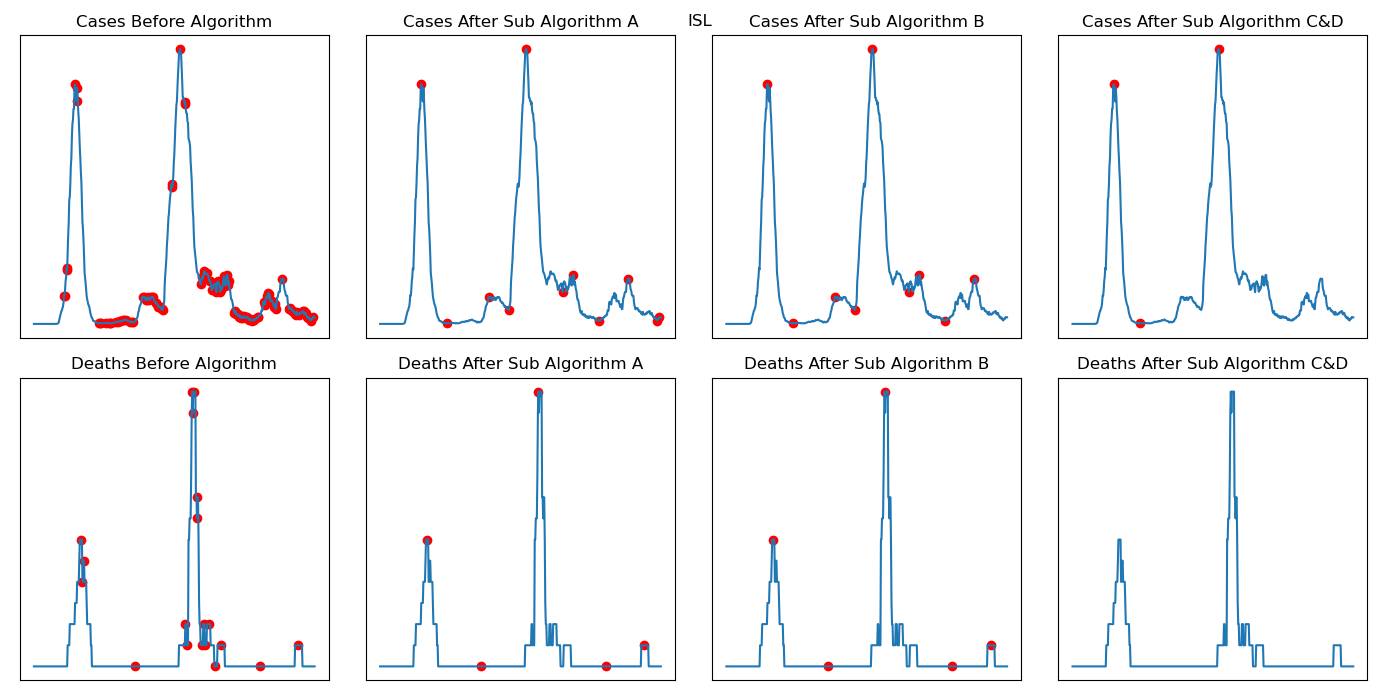 ISL
Cases Before Algorithm
Cases After Sub Algorithm A
Cases After Sub Algorithm B
Cases After Sub Algorithm C&D
Deaths Before Algorithm
Deaths After Sub Algorithm A
Deaths After Sub Algorithm B
Deaths After Sub Algorithm C&D